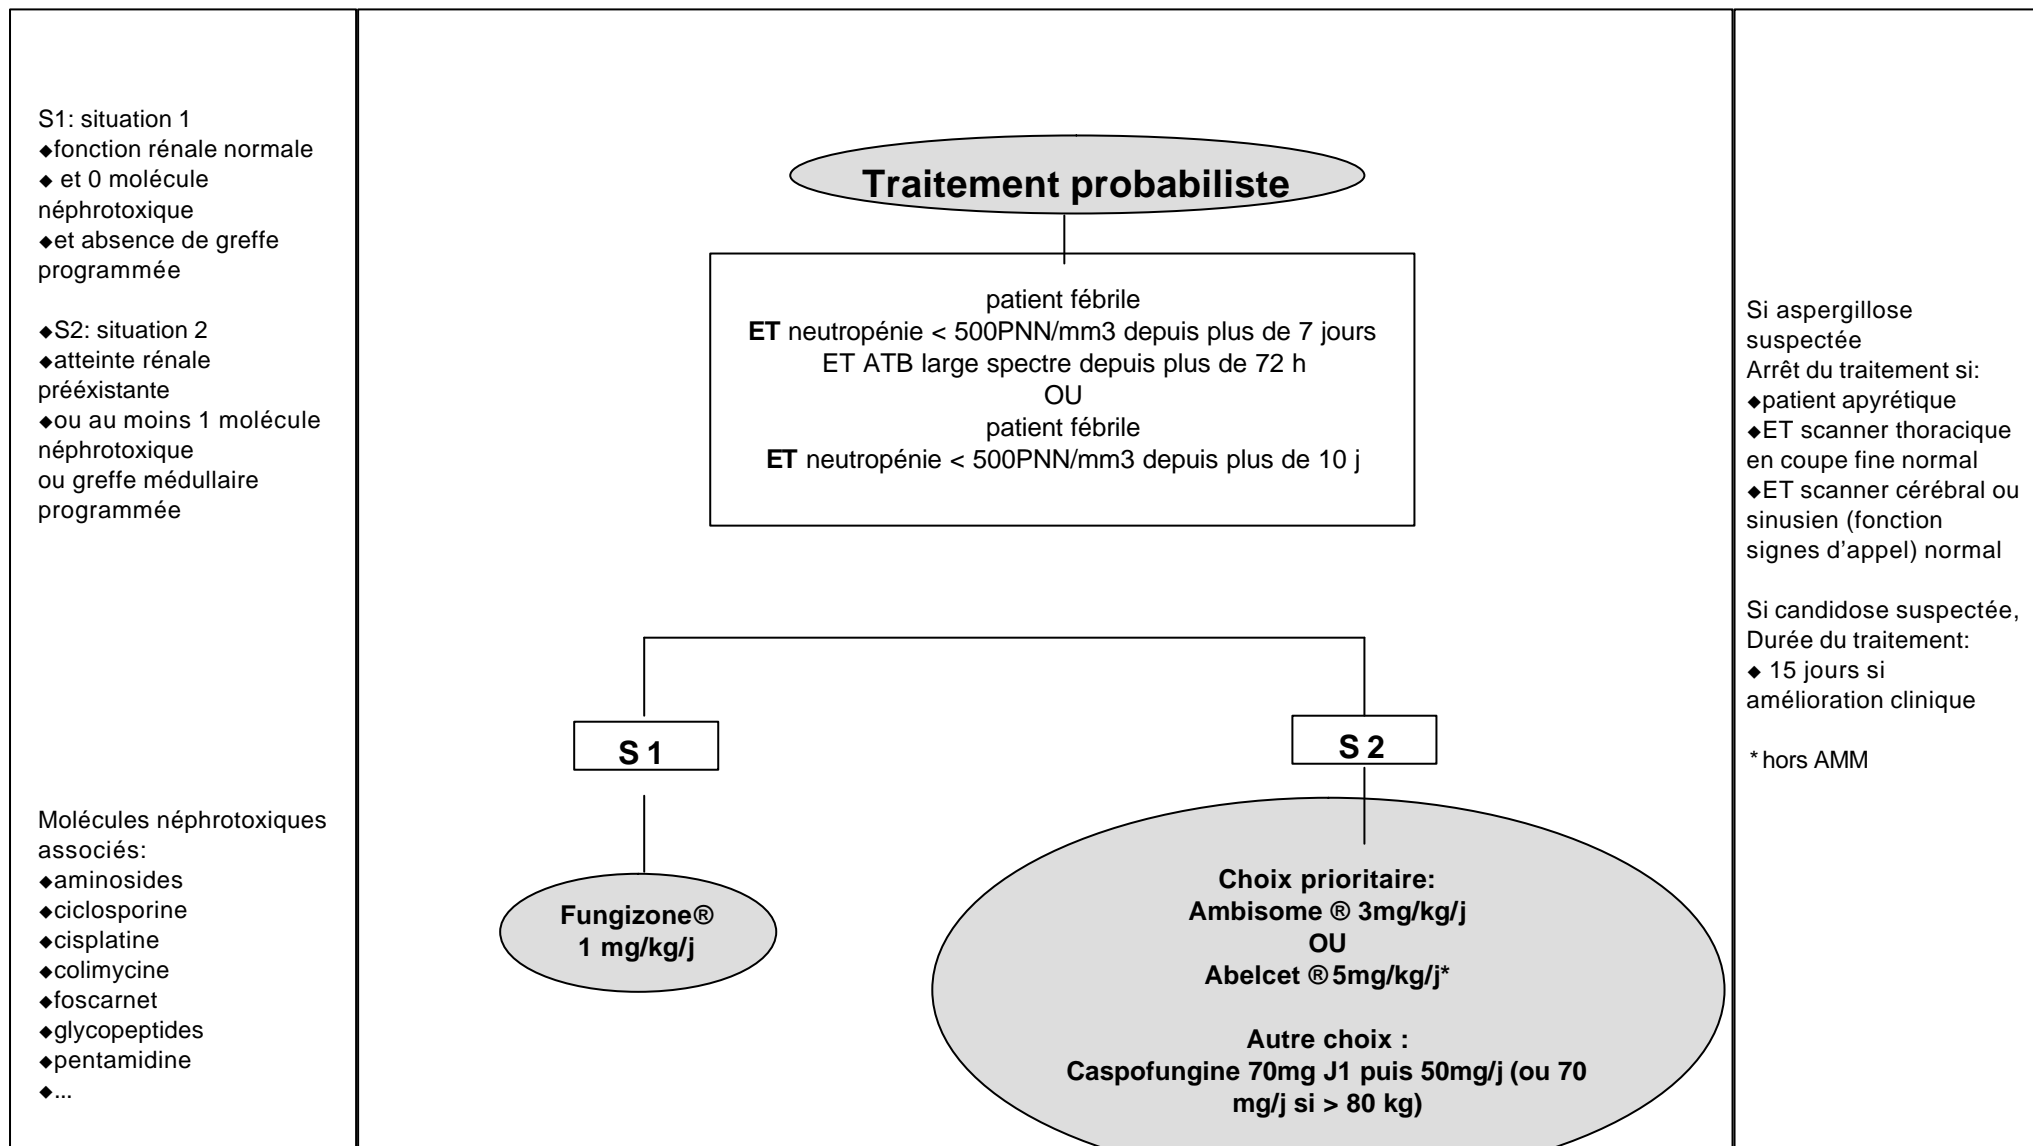 S1: situation 1
◆fonction rénale normale
◆ et 0 molécule
néphrotoxique
◆et absence de greffe
programmée
◆S2: situation 2
◆atteinte rénale
prééxistante
◆ou au moins 1 molécule
néphrotoxique
ou greffe médullaire
programmée
Molécules néphrotoxiques
associés:
◆aminosides
◆ciclosporine
◆cisplatine
◆colimycine
◆foscarnet
◆glycopeptides
◆pentamidine
◆...
Traitement probabiliste
patient fébrile
ET neutropénie < 500PNN/mm3 depuis plus de 7 jours
ET ATB large spectre depuis plus de 72 h
OU
patient fébrile
ET neutropénie < 500PNN/mm3 depuis plus de 10 j
S 1
Fungizone®
1 mg/kg/j
S 2
Choix prioritaire:
Ambisome ® 3mg/kg/j
OU
Abelcet ® 5mg/kg/j*
Autre choix :
Caspofungine 70mg J1 puis 50mg/j (ou 70
mg/j si > 80 kg)
Si aspergillose
suspectée
Arrêt du traitement si:
◆patient apyrétique
◆ET scanner thoracique
en coupe fine normal
◆ET scanner cérébral ou
sinusien (fonction
signes d'appel) normal
Si candidose suspectée,
Durée du traitement:
◆ 15 jours si
amélioration clinique
* hors AMM